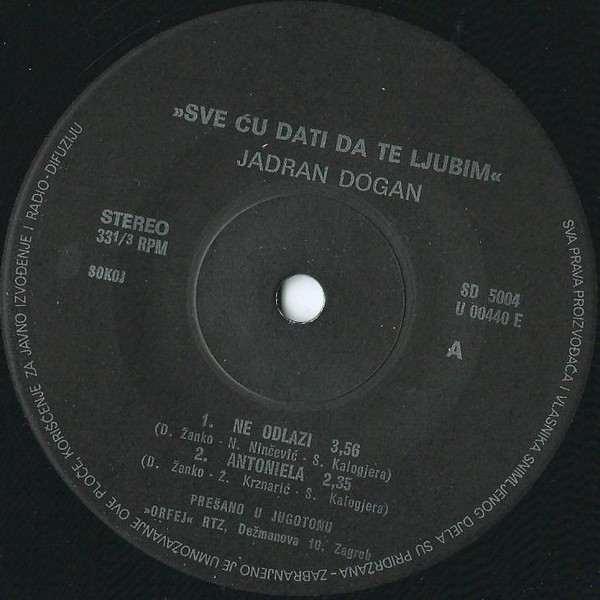 »SVE ĆU DATI DA TE LJUBIM«
JADRAN DOGAN
STEREO
33 1/3 RPM
SOKOJ
SD 5004
U 00440 E
A
1. NE ODLAZI 3,56
(D. Žanko - N. Ninčević - S. Kalogjera)
2. ANTONIELA 2,35
(D. Žanko - Ž. Krznarić - S. Kalogjera)
PREŠANO U JUGOTONU
»ORFEJ« RTZ, Dežmanova 10, Zagreb
SVA PRAVA PROIZVOĐAČA I VLASNIKA SNIMLJENOG DJELA SU PRIDRŽANA - ZABRANJENO JE UMNOŽAVANJE OVE PLOČE, KORIŠĆENJE ZA JAVNO IZVOĐENJE I RADIO-DIFUZIJU